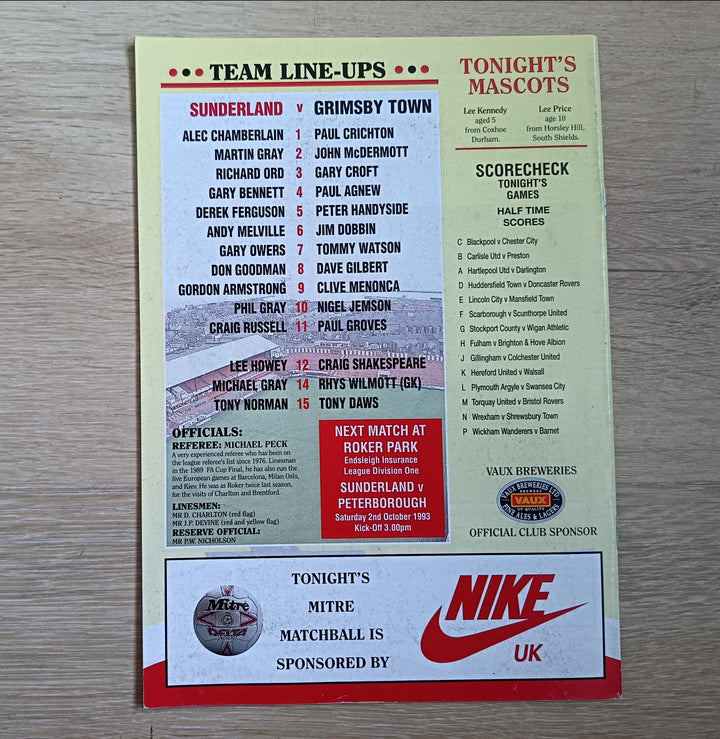 TEAM LINE-UPS
SUNDERLAND v GRIMSBY TOWN
ALEC CHAMBERLAIN 1 PAUL CRICHTON
MARTIN GRAY 2 JOHN McDERMOTT
RICHARD ORD 3 GARY CROFT
GARY BENNETT 4 PAUL AGNEW
DEREK FERGUSON 5 PETER HANDYSIDE
ANDY MELVILLE 6 JIM DOBBIN
GARY OWERS 7 TOMMY WATSON
DON GOODMAN 8 DAVE GILBERT
GORDON ARMSTRONG 9 CLIVE MENONCA
PHIL GRAY 10 NIGEL JEMSON
CRAIG RUSSELL 11 PAUL GROVES
LEE HOWEY 12 CRAIG SHAKESPEARE
MICHAEL GRAY 14 RHYS WILMOTT (GK)
TONY NORMAN 15 TONY DAWS
OFFICIALS:
REFEREE: MICHAEL PECK
A very experienced referee who has been on
the league referee's list since 1976. Linesman
in the 1989 FA Cup Final, he has also run the
live European games at Barcelona, Milan Oslo,
and Kiev. He was as Roker twice last season,
for the visits of Charlton and Brentford.
LINESMEN:
MR D. CHARLTON (red flag)
MR J.P. DEVINE (red and yellow flag)
RESERVE OFFICIAL:
MR P.W. NICHOLSON
NEXT MATCH AT
ROKER PARK
Endsleigh Insurance
League Division One
SUNDERLAND v
PETERBOROUGH
Saturday 2nd October 1993
Kick-Off 3.00pm
TONIGHT'S
MASCOTS
Lee Kennedy
aged 5
from Coxhoe
Durham.
Lee Price
age 10
from Horsley Hill,
South Shields.
SCORECHECK
TONIGHT'S
GAMES
HALF TIME
SCORES
C Blackpool v Chester City
B Carlisle Utd v Preston
A Hartlepool Utd v Darlington
D Huddersfield Town v Doncaster Rovers
E Lincoln City v Mansfield Town
F Scarborough v Scunthorpe United
G Stockport County v Wigan Athletic
H Fulham v Brighton & Hove Albion
J Gillingham v Colchester United
K Hereford United v Walsall
L Plymouth Argyle v Swansea City
M Torquay United v Bristol Rovers
N Wrexham v Shrewsbury Town
P Wickham Wanderers v Barnet
VAUX BREWERIES
VAUX BREWERIES LTD
BREWERS
VAUX
OF QUALITY
FINE ALES & LAGERS
OFFICIAL CLUB SPONSOR
Mitre
DELTA
TONIGHT'S
MITRE
MATCHBALL IS
SPONSORED BY
NIKE
UK